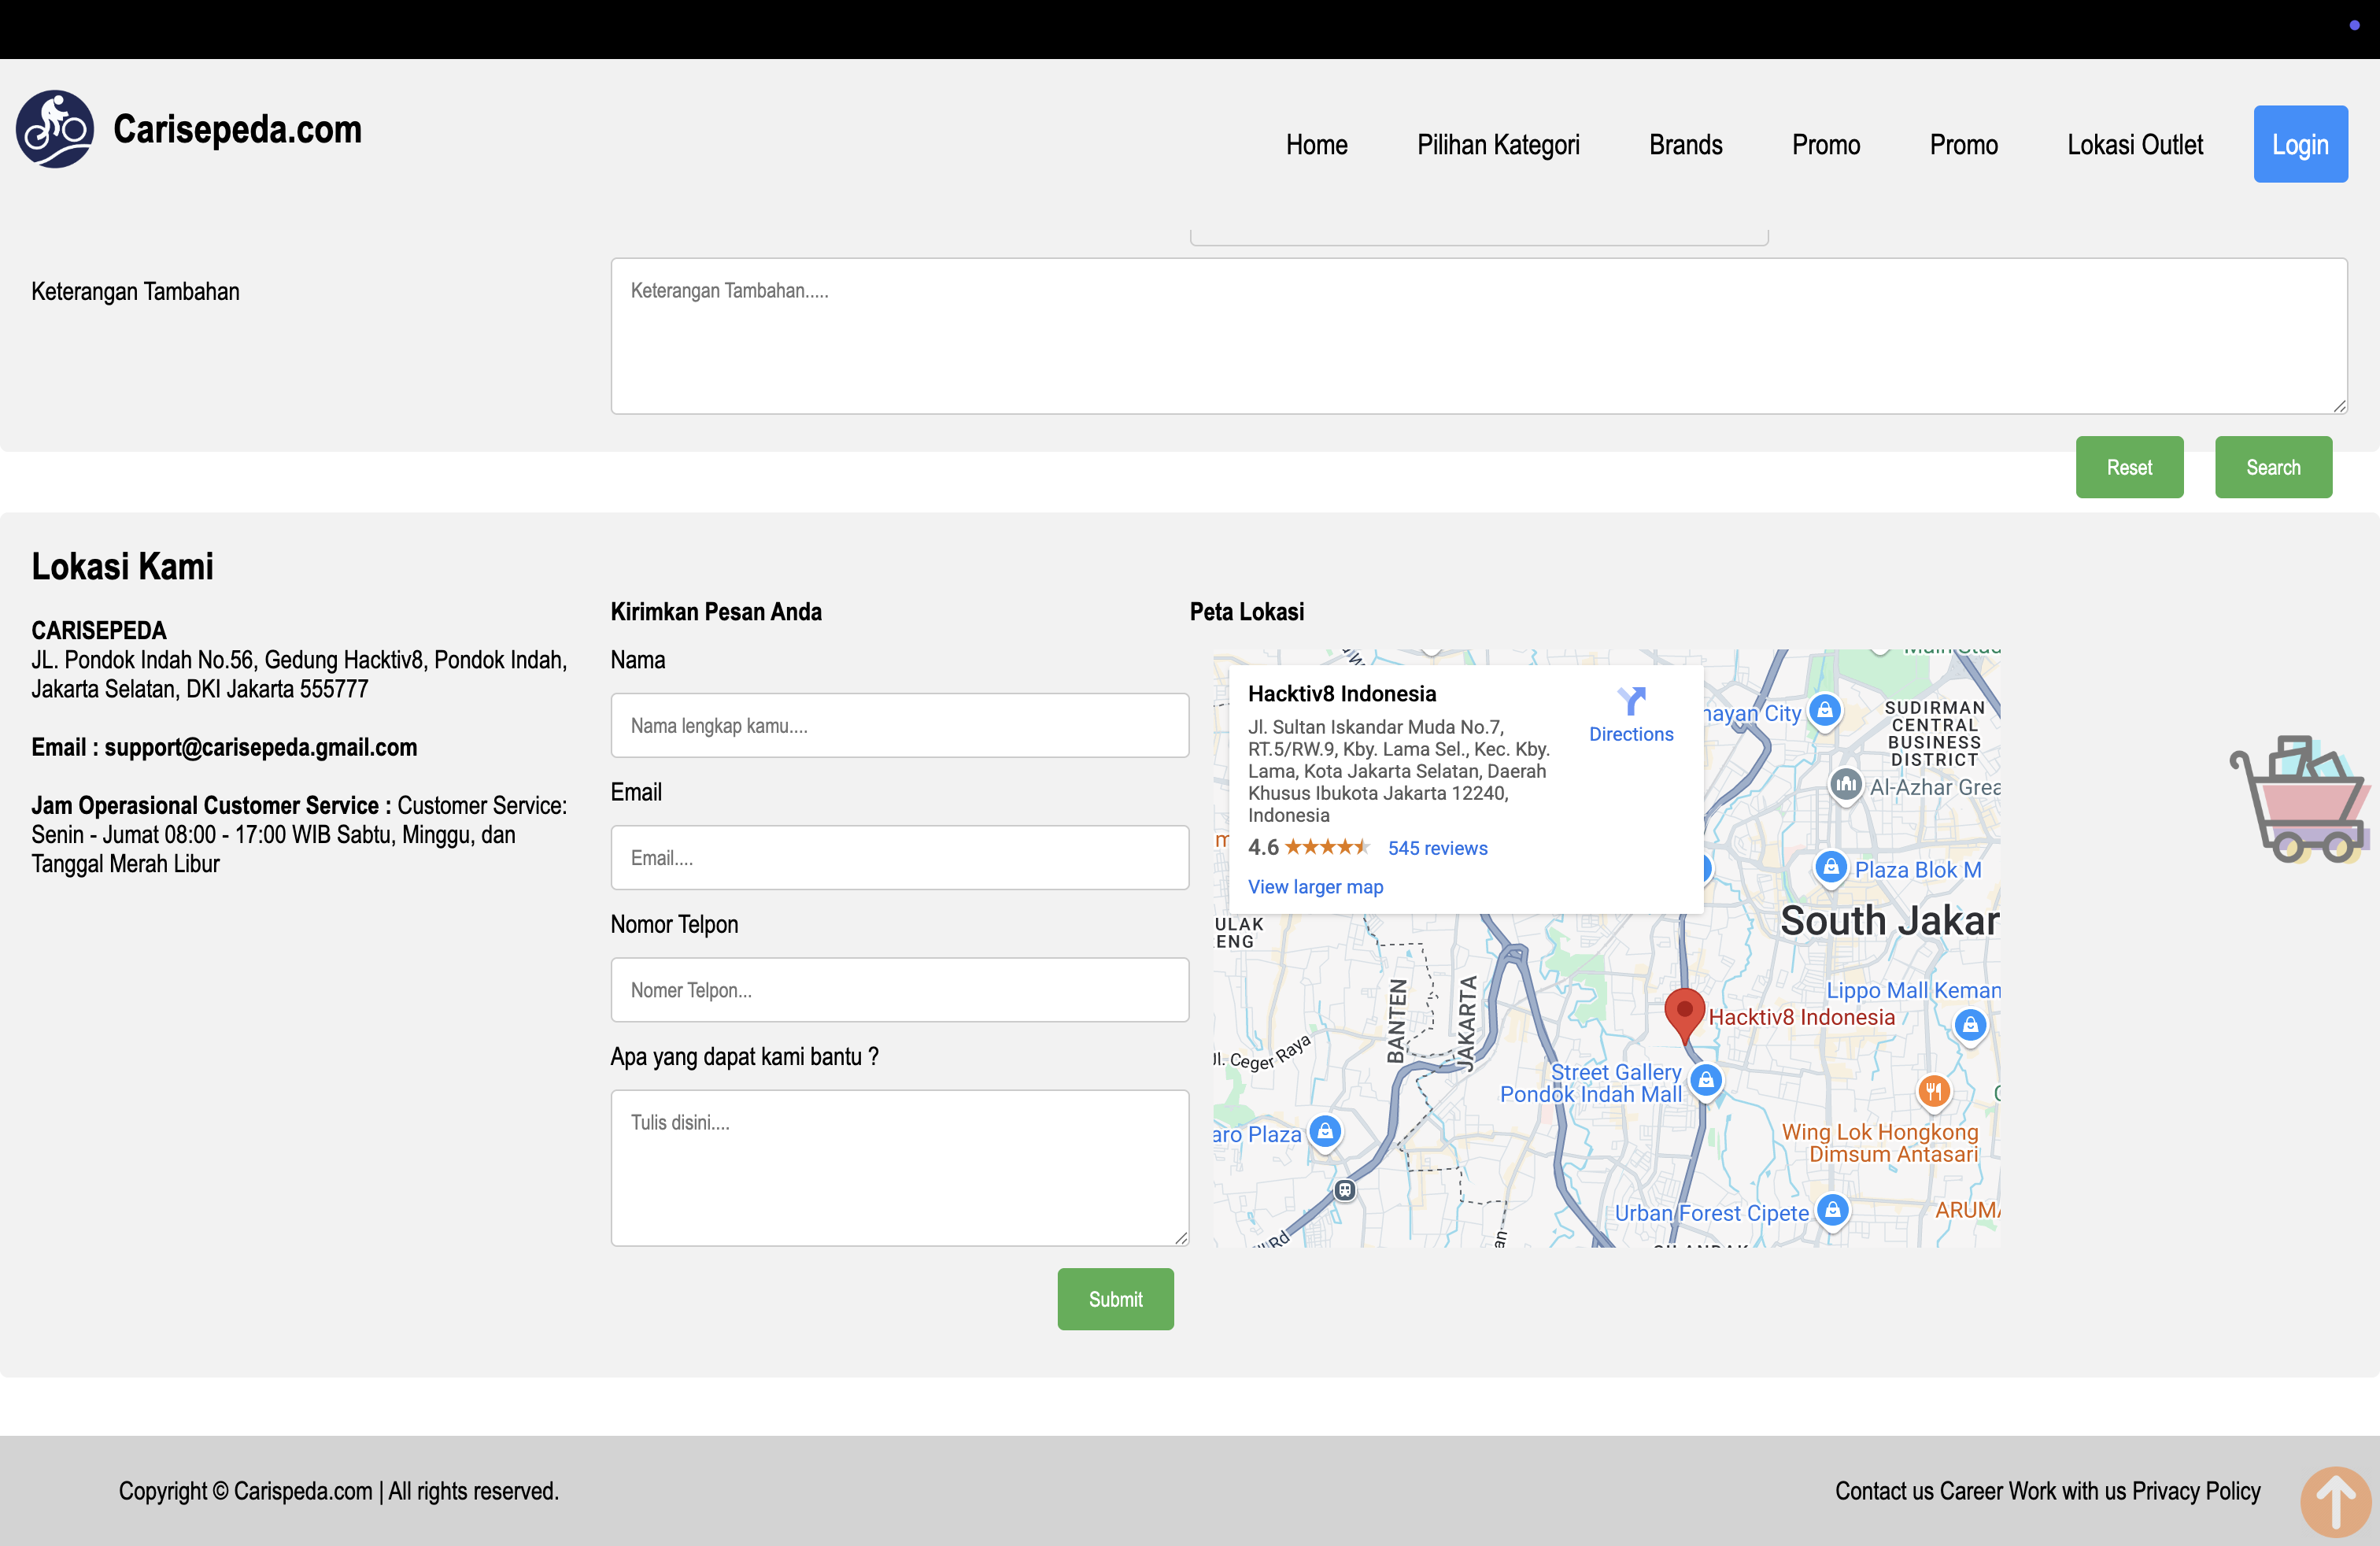 Carisepeda.com
Home
Pilihan Kategori
Brands
Promo
Promo
Lokasi Outlet
Login
Keterangan Tambahan
Keterangan Tambahan.....
Reset
Search
Lokasi Kami
CARISEPEDA
JL. Pondok Indah No.56, Gedung Hacktiv8, Pondok Indah,
Jakarta Selatan, DKI Jakarta 555777
Email : support@carisepeda.gmail.com
Jam Operasional Customer Service : Customer Service:
Senin - Jumat 08:00 - 17:00 WIB Sabtu, Minggu, dan
Tanggal Merah Libur
Kirimkan Pesan Anda
Nama
Nama lengkap kamu....
Email
Email....
Nomor Telpon
Nomer Telpon...
Apa yang dapat kami bantu ?
Tulis disini....
Submit
Peta Lokasi
Hacktiv8 Indonesia
Jl. Sultan Iskandar Muda No.7,
RT.5/RW.9, Kby. Lama Sel., Kec. Kby.
Lama, Kota Jakarta Selatan, Daerah
Khusus Ibukota Jakarta 12240,
Indonesia
4.6
545 reviews
View larger map
Directions
nayan City
SUDIRMAN
CENTRAL
BUSINESS
DISTRICT
Al-Azhar Grea
Plaza Blok M
South Jakar
ULAK
ENG
BANTEN
JAKARTA
Lippo Mall Keman
Hacktiv8 Indonesia
Jl. Ceger Raya
Street Gallery
Pondok Indah Mall
aro Plaza
Wing Lok Hongkong
Dimsum Antasari
Urban Forest Cipete
ARUM
Rd
an
Copyright © Carispeda.com | All rights reserved.
Contact us Career Work with us Privacy Policy